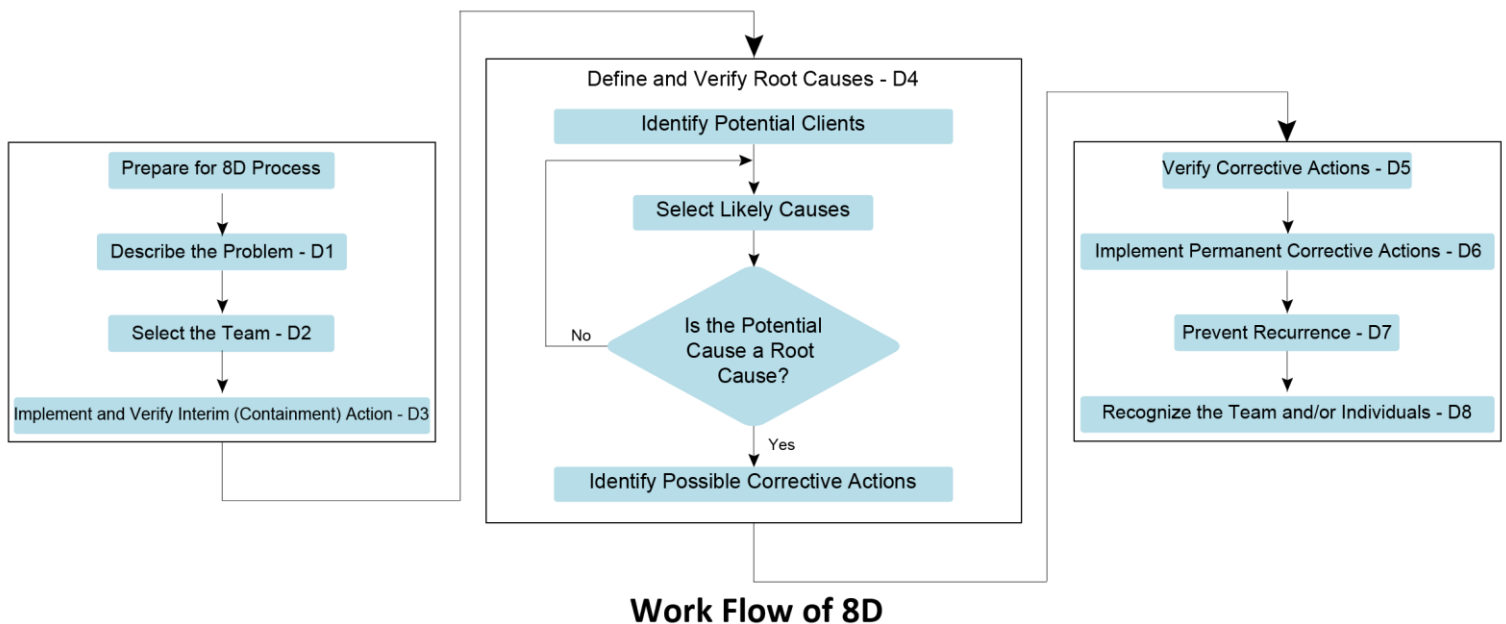 Prepare for 8D Process
Describe the Problem - D1
Select the Team - D2
Implement and Verify Interim (Containment) Action - D3
Define and Verify Root Causes - D4
Identify Potential Clients
Select Likely Causes
Is the Potential
Cause a Root
Cause?
No
Yes
Identify Possible Corrective Actions
Verify Corrective Actions - D5
Implement Permanent Corrective Actions - D6
Prevent Recurrence - D7
Recognize the Team and/or Individuals - D8
Work Flow of 8D